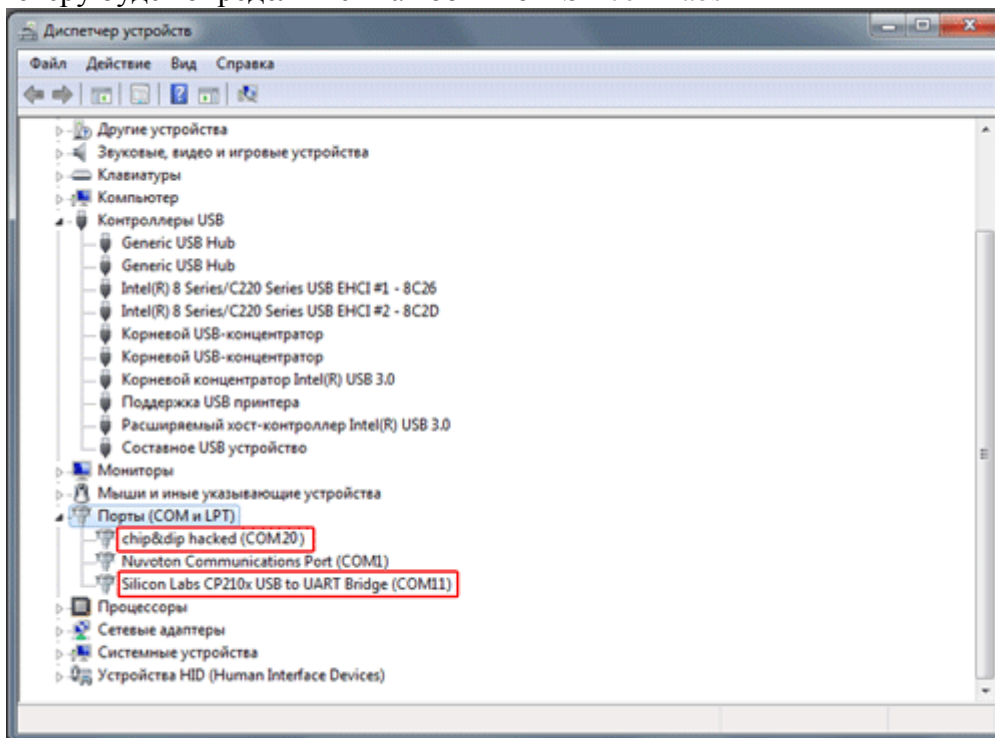 Диспетчер устройств
Файл Действие Вид Справка
Другие устройства
Звуковые, видео и игровые устройства
Клавиатуры
Компьютер
Контроллеры USB
Generic USB Hub
Generic USB Hub
Intel(R) 8 Series/C220 Series USB EHCI #1 - 8C26
Intel(R) 8 Series/C220 Series USB EHCI #2 - 8C2D
Корневой USB-концентратор
Корневой USB-концентратор
Корневой концентратор Intel(R) USB 3.0
Поддержка USB принтера
Расширяемый хост-контроллер Intel(R) USB 3.0
Составное USB устройство
Мониторы
Мыши и иные указывающие устройства
Порты (COM и LPT)
chip&dip hacked (COM20)
Nuvoton Communications Port (COM1)
Silicon Labs CP210x USB to UART Bridge (COM11)
Процессоры
Сетевые адаптеры
Системные устройства
Устройства HID (Human Interface Devices)